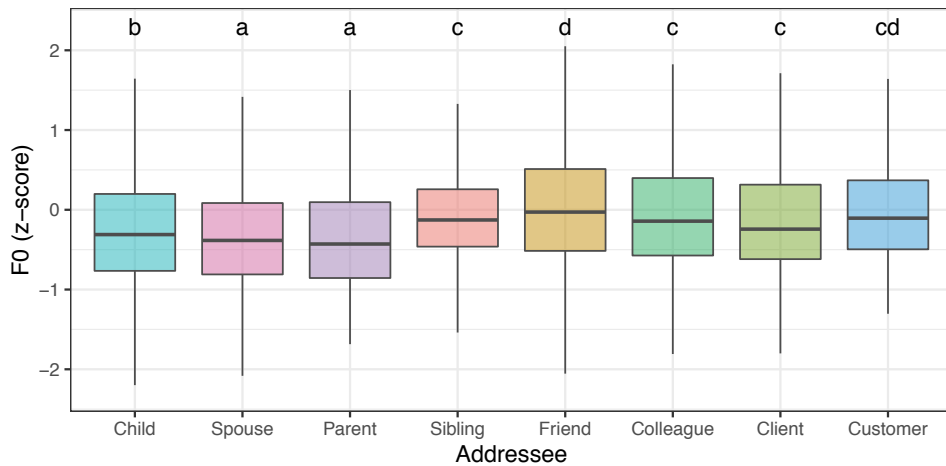 b a a c d c c cd
2
1
0
−1
−2
F0 (z−score)
Child Spouse Parent Sibling Friend Colleague Client Customer
Addressee